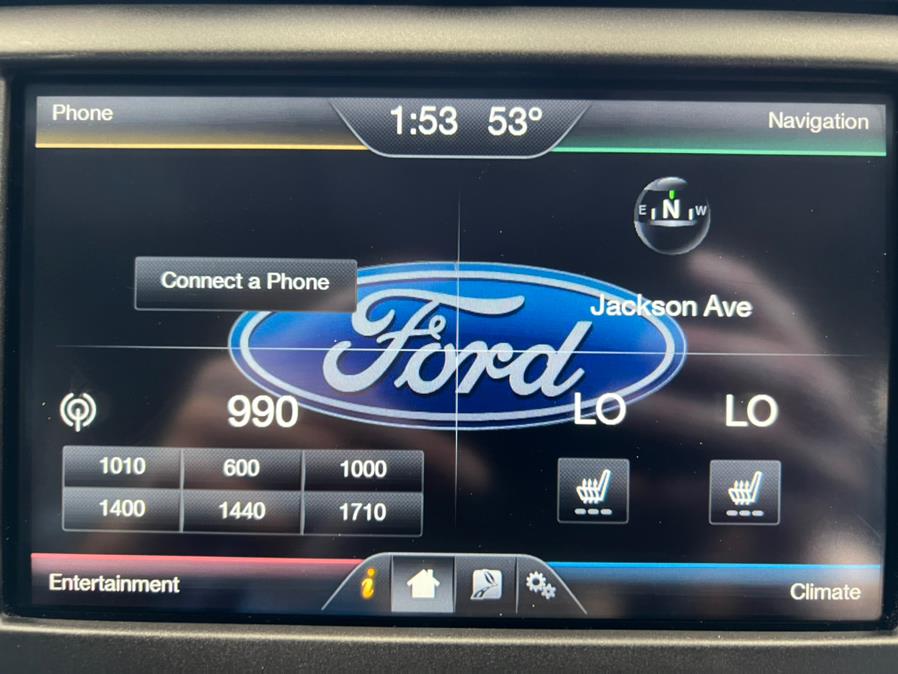 Phone
1:53 53°
Navigation
E N W
Connect a Phone
Jackson Ave
Ford
990
LO LO
1010 600 1000
1400 1440 1710
Entertainment
i
Climate